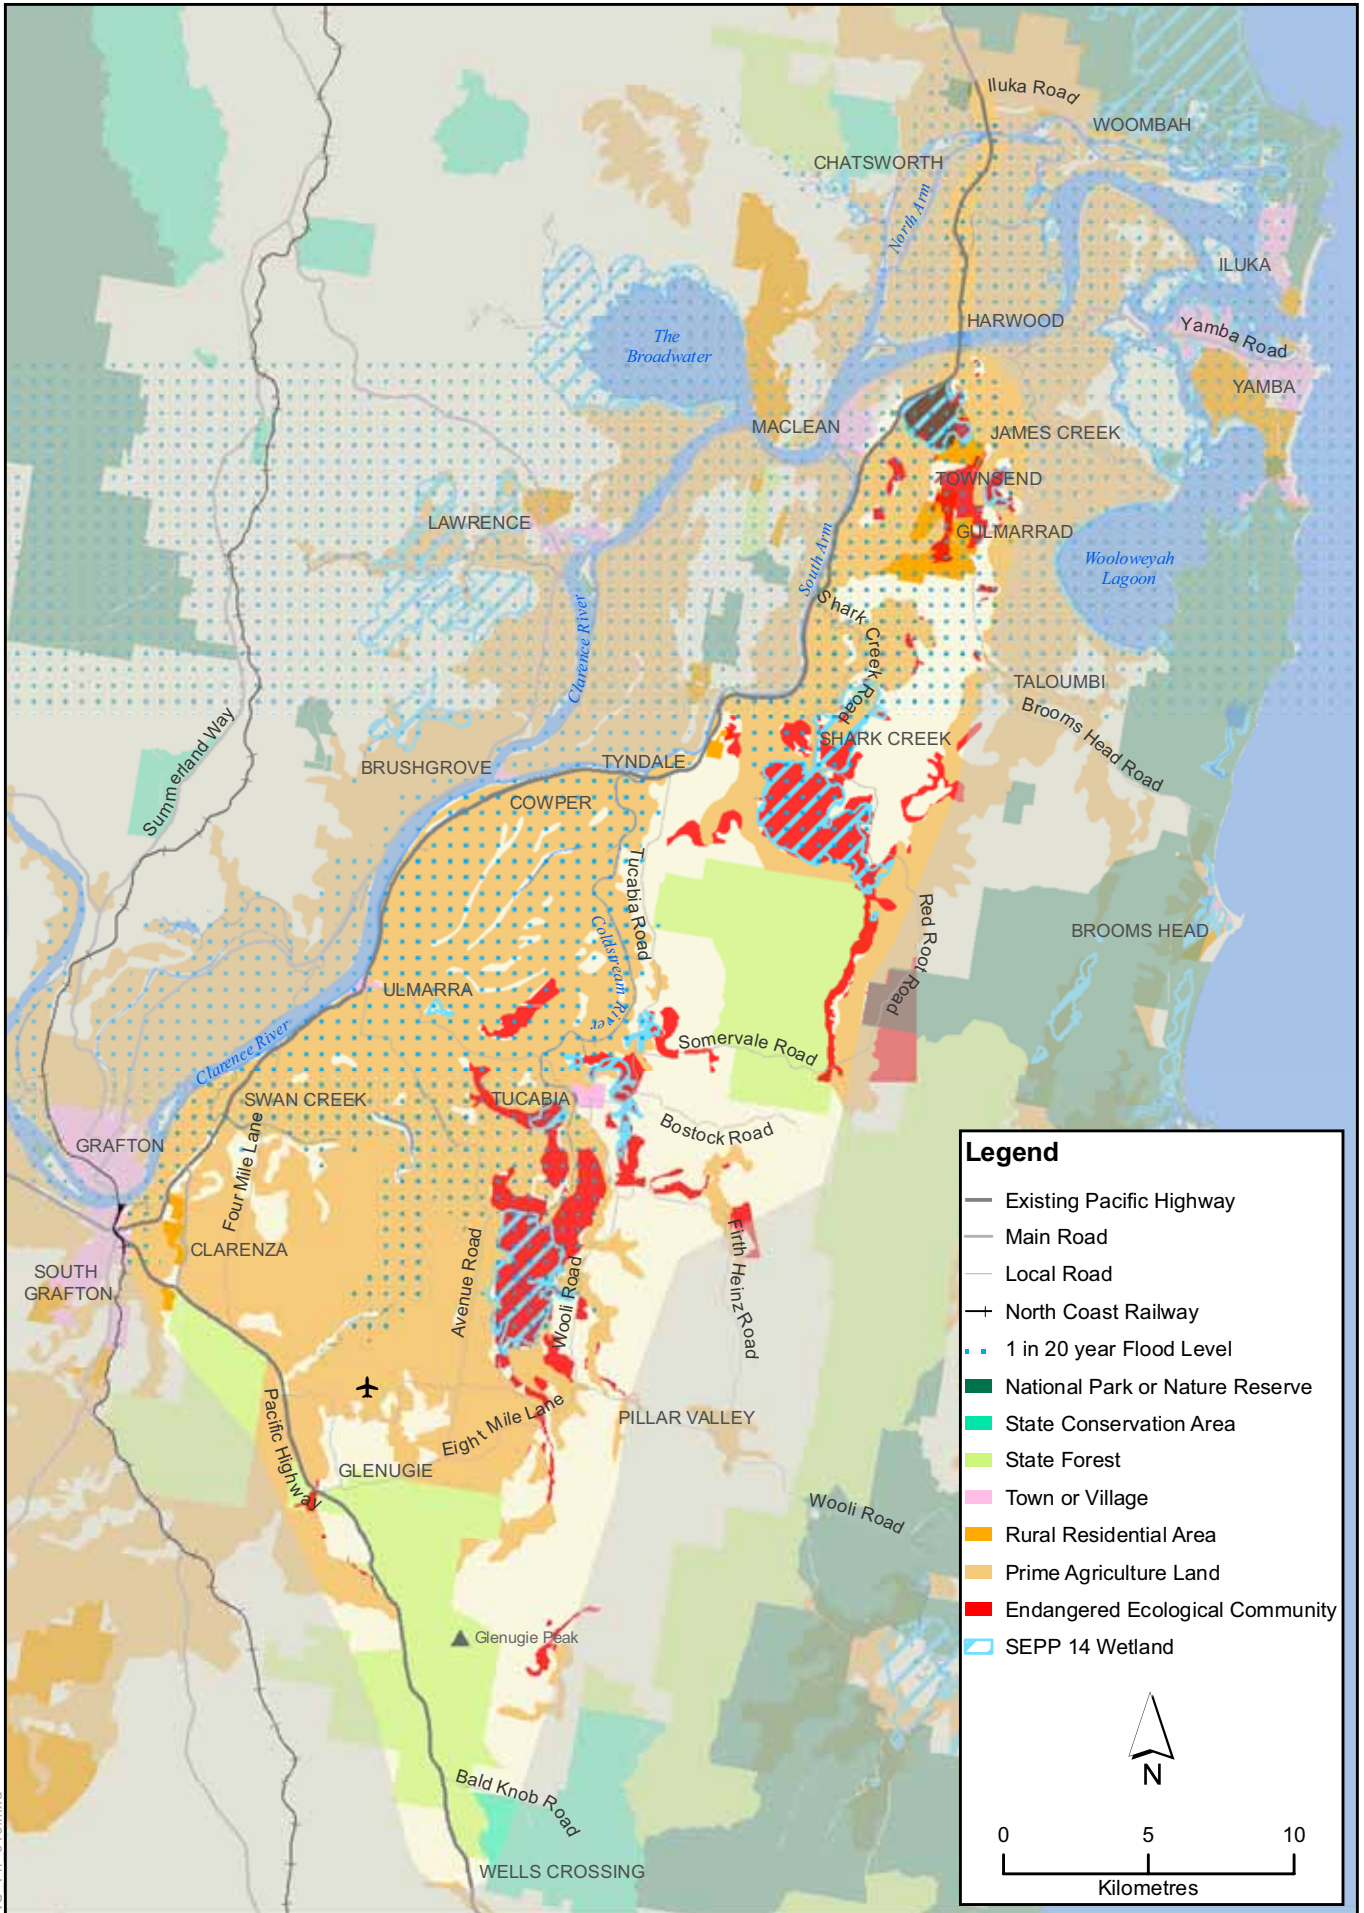 Iluka Road
WOOMBAH
CHATSWORTH
North Arm
ILUKA
HARWOOD
Yamba Road
The
Broadwater
YAMBA
MACLEAN
JAMES CREEK
TOWNSEND
LAWRENCE
GULMARRAD
South Arm
Wooloweyah
Lagoon
Shark Creek Road
Clarence River
TALOUMBI
Brooms Head Road
Summerland Way
SHARK CREEK
BRUSHGROVE
TYNDALE
COWPER
Tucabia Road
Red Root Road
BROOMS HEAD
Coldstream River
ULMARRA
Clarence River
Somervale Road
SWAN CREEK
TUCABIA
Bostock Road
GRAFTON
Four Mile Lane
CLARENZA
SOUTH
GRAFTON
Avenue Road
Wooli Road
Firth Heinz Road
Pacific Highway
Eight Mile Lane
PILLAR VALLEY
GLENUGIE
Wooli Road
Glenugie Peak
Bald Knob Road
WELLS CROSSING
Legend
Existing Pacific Highway
Main Road
Local Road
North Coast Railway
1 in 20 year Flood Level
National Park or Nature Reserve
State Conservation Area
State Forest
Town or Village
Rural Residential Area
Prime Agriculture Land
Endangered Ecological Community
SEPP 14 Wetland
N
0 5 10
Kilometres